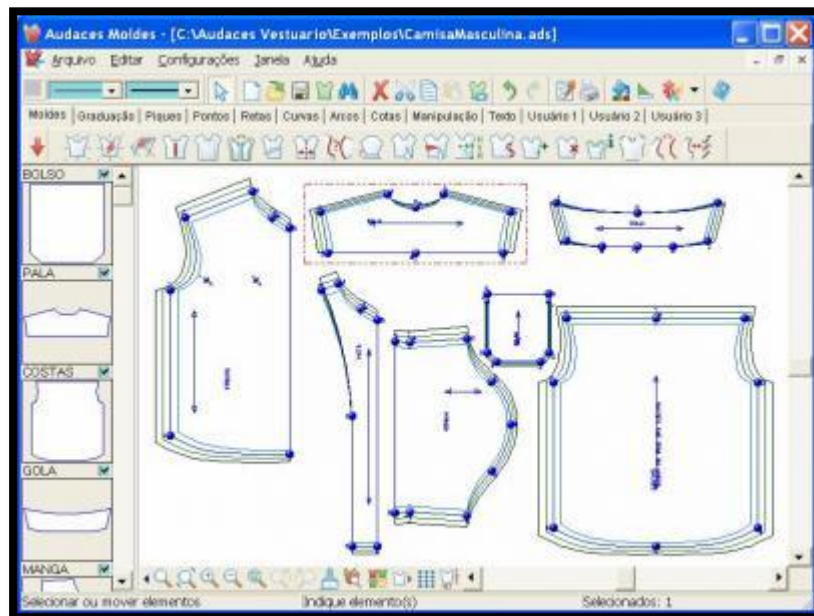 Audaces Moldes - [C:\Audaces Vestuario\Exemplos\CamisaMasculina.ads]
Arquivo Editar Configurações Janela Ajuda
Moldes Graduação Piques Pontos Retas Curvas Arcos Cotas Manipulação Texto Usuário 1 Usuário 2 Usuário 3
BOLSO
PALA
COSTAS
GOLA
MANGA
Selecionar ou mover elementos Indique elemento(s) Selecionados: 1